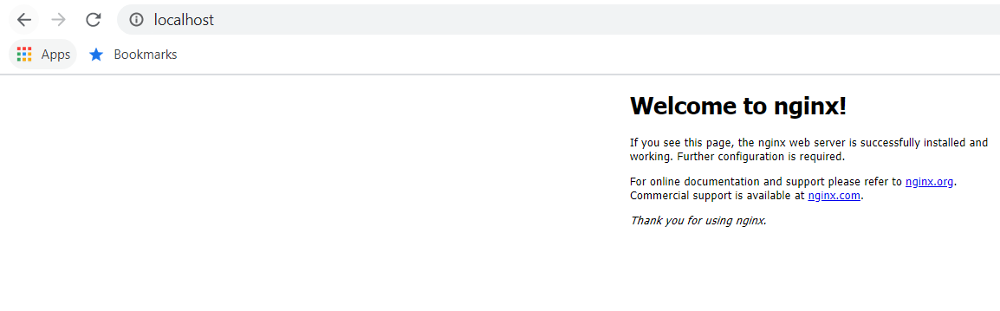 localhost
Apps
Bookmarks
Welcome to nginx!
If you see this page, the nginx web server is successfully installed and
working. Further configuration is required.
For online documentation and support please refer to nginx.org.
Commercial support is available at nginx.com.
Thank you for using nginx.